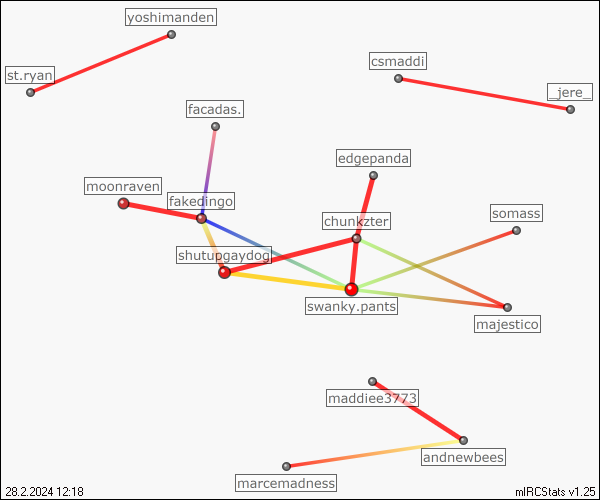 yoshimanden
csmaddi
st.ryan
_jere_
facadas.
edgepanda
moonraven
fakedingo
somass
chunkzter
shutupgaydog
swanky.pants
majestico
maddiee3773
andnewbees
marcemadness
28.2.2024 12:18
mIRCStats v1.25